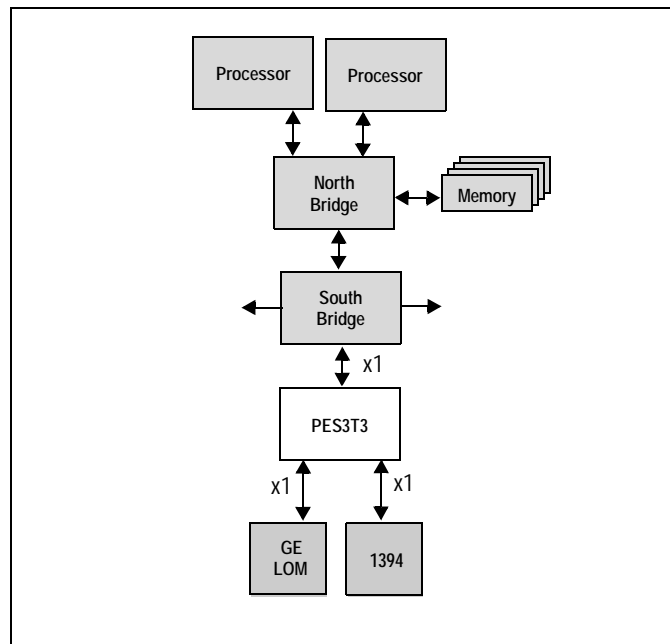 Processor
Processor
North
Bridge
Memory
South
Bridge
x1
PES3T3
x1
x1
GE
LOM
1394